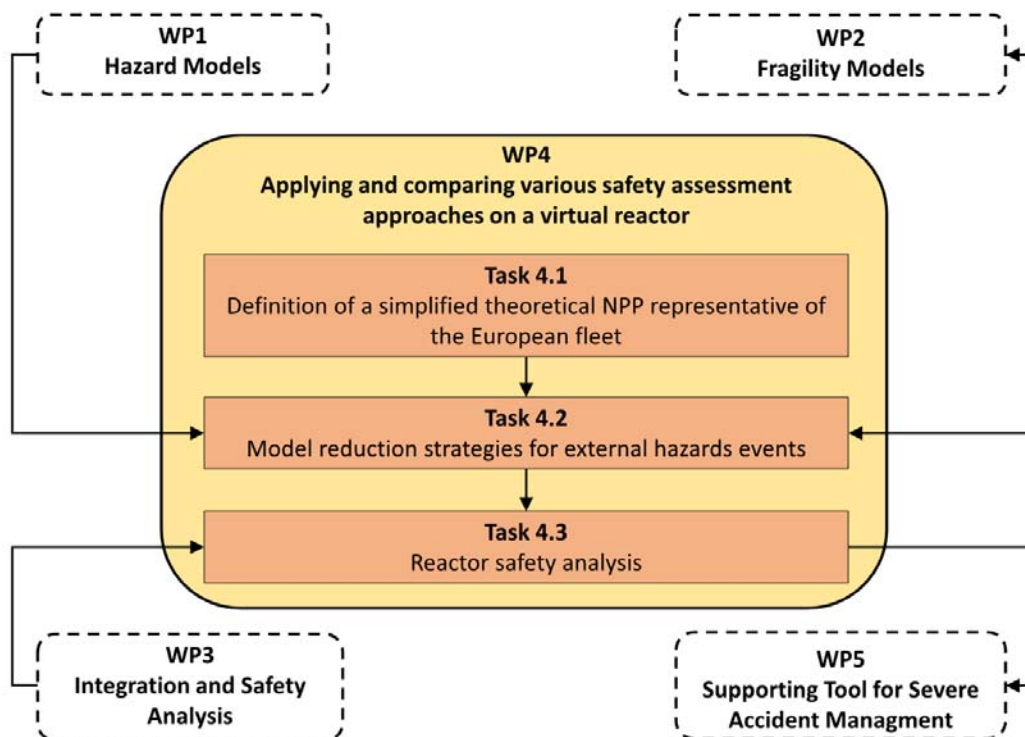 WP1
Hazard Models
WP2
Fragility Models
WP4
Applying and comparing various safety assessment
approaches on a virtual reactor
Task 4.1
Definition of a simplified theoretical NPP representative of
the European fleet
Task 4.2
Model reduction strategies for external hazards events
Task 4.3
Reactor safety analysis
WP3
Integration and Safety
Analysis
WP5
Supporting Tool for Severe
Accident Managment